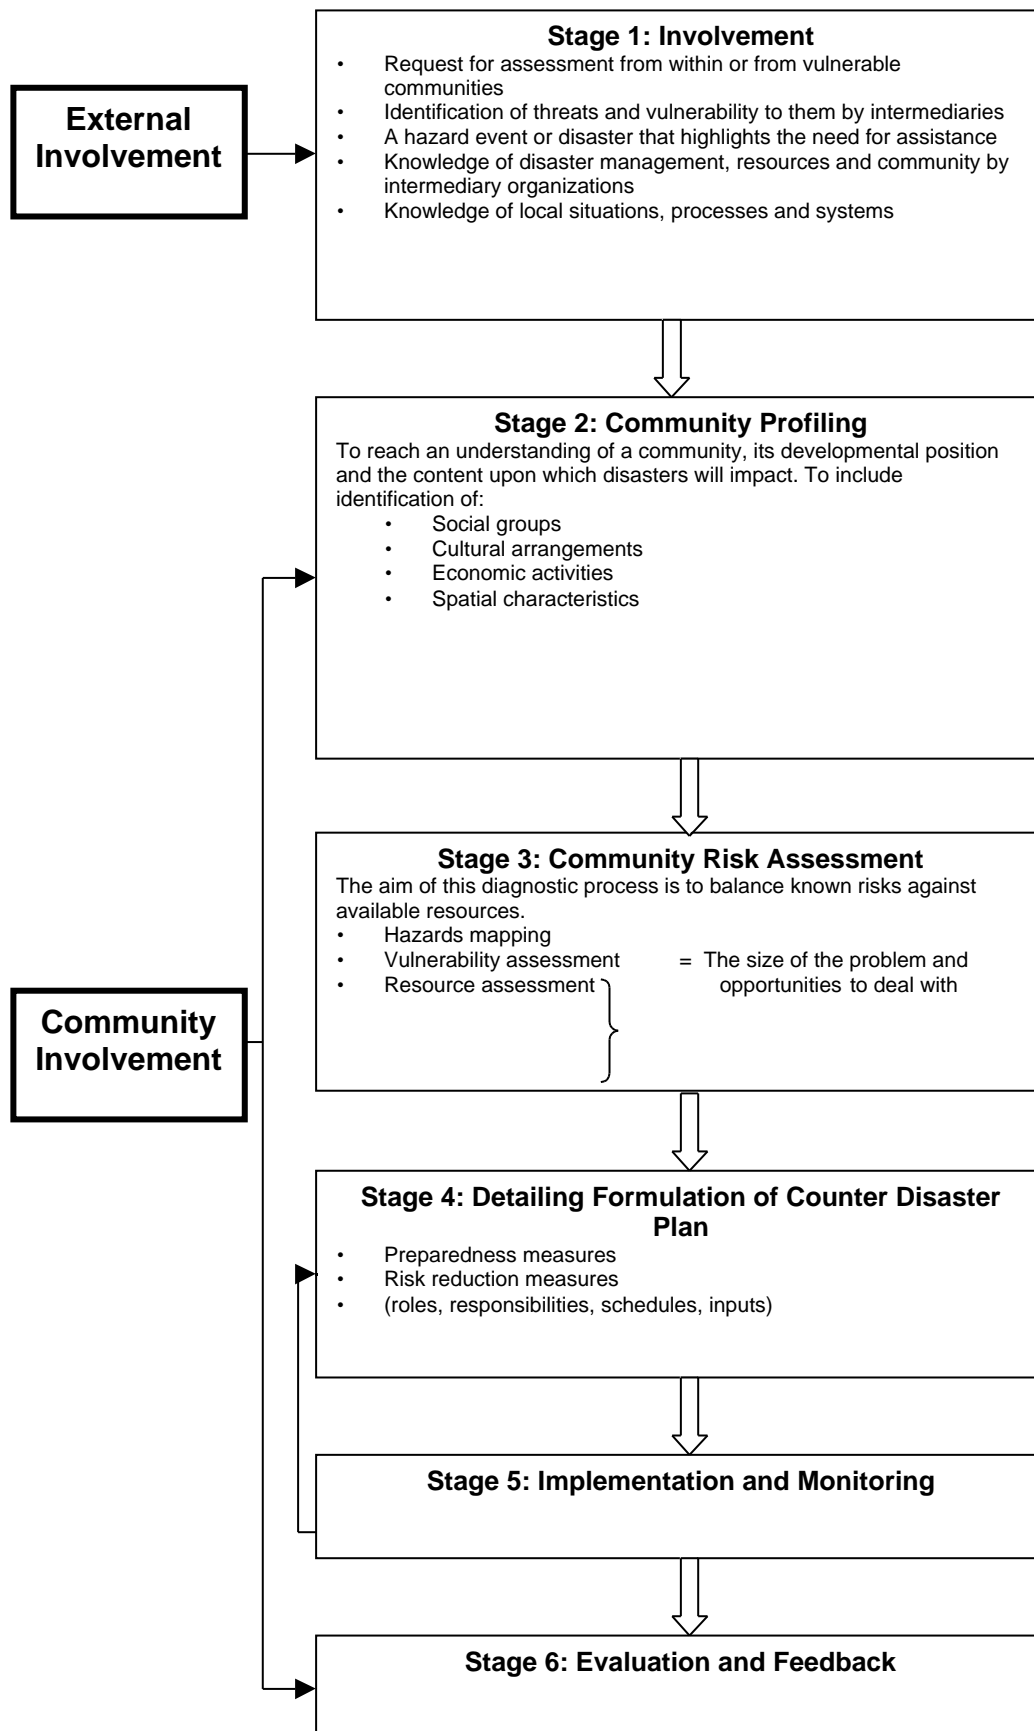 Stage 1: Involvement
• Request for assessment from within or from vulnerable
communities
• Identification of threats and vulnerability to them by intermediaries
• A hazard event or disaster that highlights the need for assistance
• Knowledge of disaster management, resources and community by
intermediary organizations
• Knowledge of local situations, processes and systems
External
Involvement
Stage 2: Community Profiling
To reach an understanding of a community, its developmental position
and the content upon which disasters will impact. To include
identification of:
• Social groups
• Cultural arrangements
• Economic activities
• Spatial characteristics
Stage 3: Community Risk Assessment
The aim of this diagnostic process is to balance known risks against
available resources.
• Hazards mapping
• Vulnerability assessment = The size of the problem and
• Resource assessment opportunities to deal with
Community
Involvement
Stage 4: Detailing Formulation of Counter Disaster
Plan
• Preparedness measures
• Risk reduction measures
• (roles, responsibilities, schedules, inputs)
Stage 5: Implementation and Monitoring
Stage 6: Evaluation and Feedback